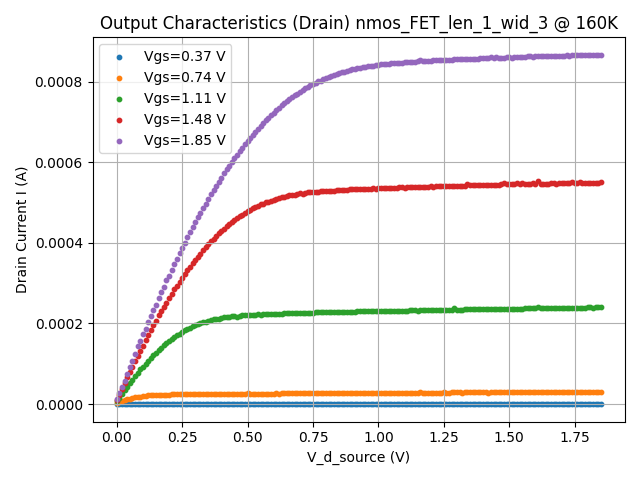 Output Characteristics (Drain) nmos_FET_len_1_wid_3 @ 160K
Vgs=0.37 V
Vgs=0.74 V
Vgs=1.11 V
Vgs=1.48 V
Vgs=1.85 V
Drain Current I (A)
0.0008
0.0006
0.0004
0.0002
0.0000
0.00 0.25 0.50 0.75 1.00 1.25 1.50 1.75
V_d_source (V)